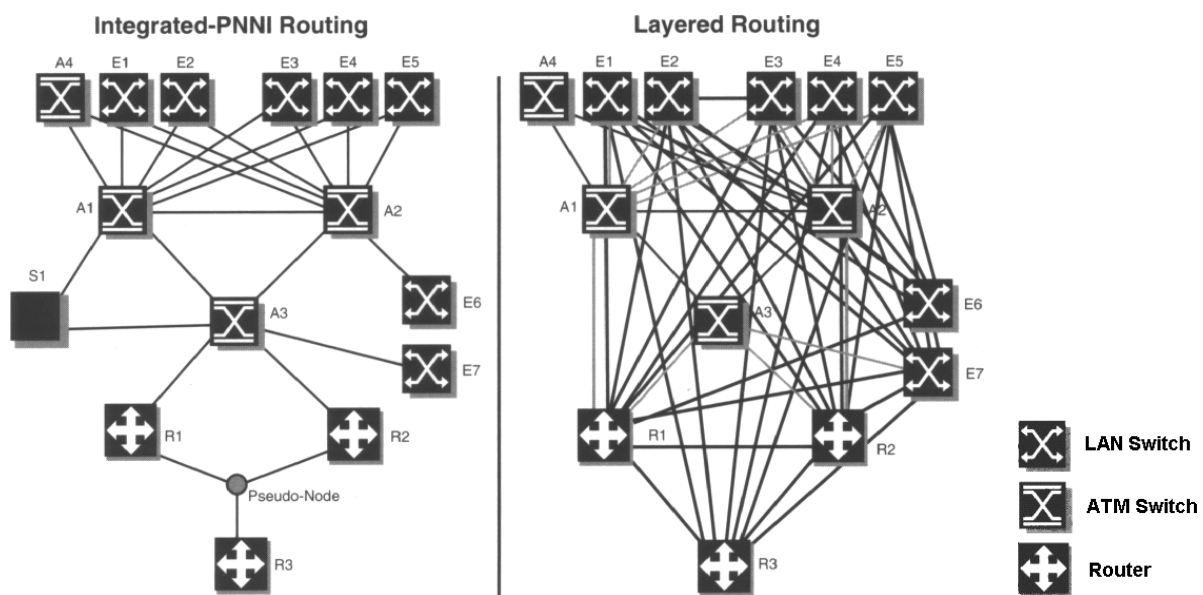 Integrated-PNNI Routing
A4 E1 E2 E3 E4 E5
A1 A2
S1
A3
E6
E7
R1 R2
Pseudo-Node
R3
Layered Routing
A4 E1 E2 E3 E4 E5
A1 A2
A3
E6
E7
R1 R2
R3
LAN Switch
ATM Switch
Router